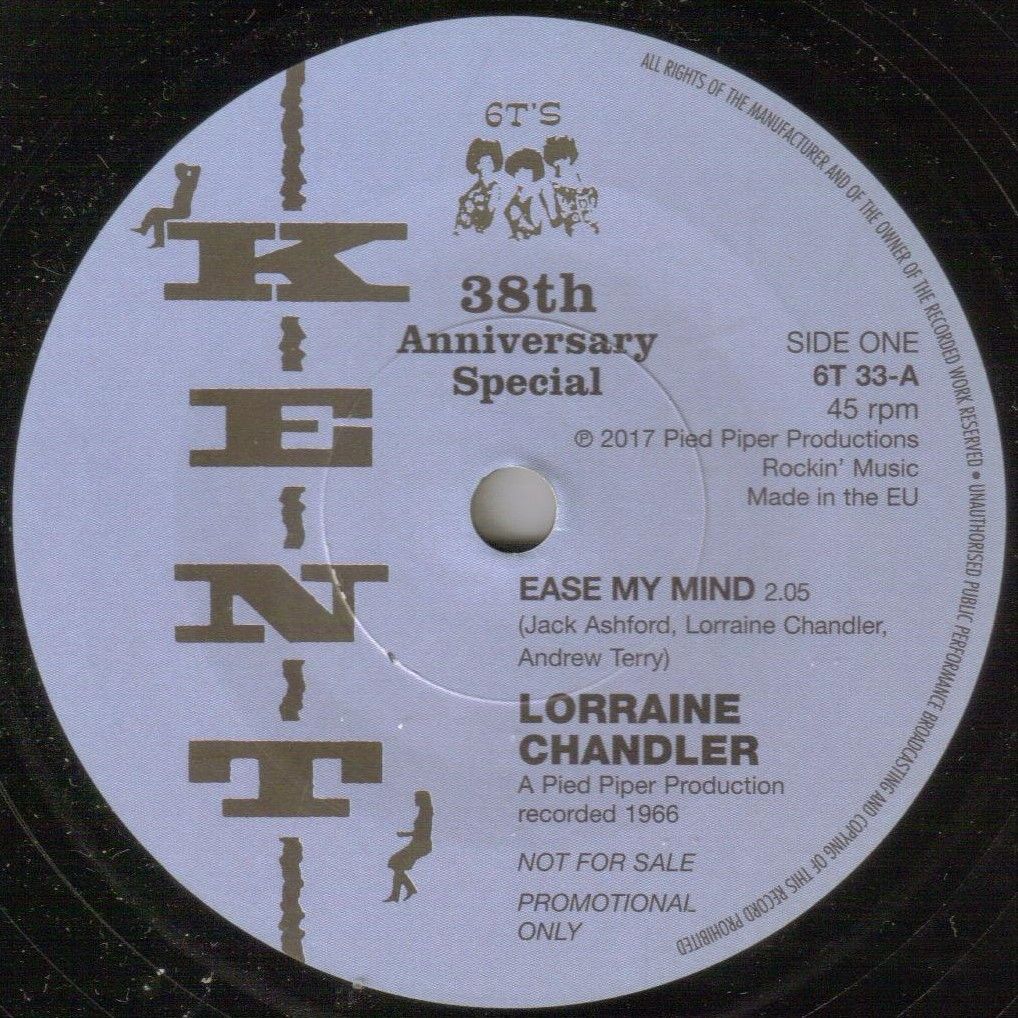 6T'S
38th
Anniversary
Special
KENT
SIDE ONE
6T 33-A
45 rpm
℗ 2017 Pied Piper Productions
Rockin' Music
Made in the EU
EASE MY MIND 2.05
(Jack Ashford, Lorraine Chandler,
Andrew Terry)
LORRAINE
CHANDLER
A Pied Piper Production
recorded 1966
NOT FOR SALE
PROMOTIONAL
ONLY
ALL RIGHTS OF THE MANUFACTURER AND OF THE OWNER OF THE RECORDED WORK RESERVED • UNAUTHORISED PUBLIC PERFORMANCE BROADCASTING AND COPYING OF THIS RECORD PROHIBITED